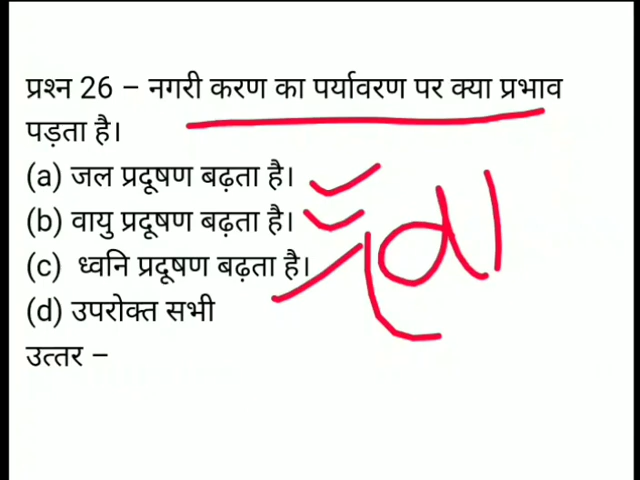 प्रश्न 26 – नगरी करण का पर्यावरण पर क्या प्रभाव
पड़ता है।
(a) जल प्रदूषण बढ़ता है।
(b) वायु प्रदूषण बढ़ता है।
(c) ध्वनि प्रदूषण बढ़ता है।
(d) उपरोक्त सभी
उत्तर –